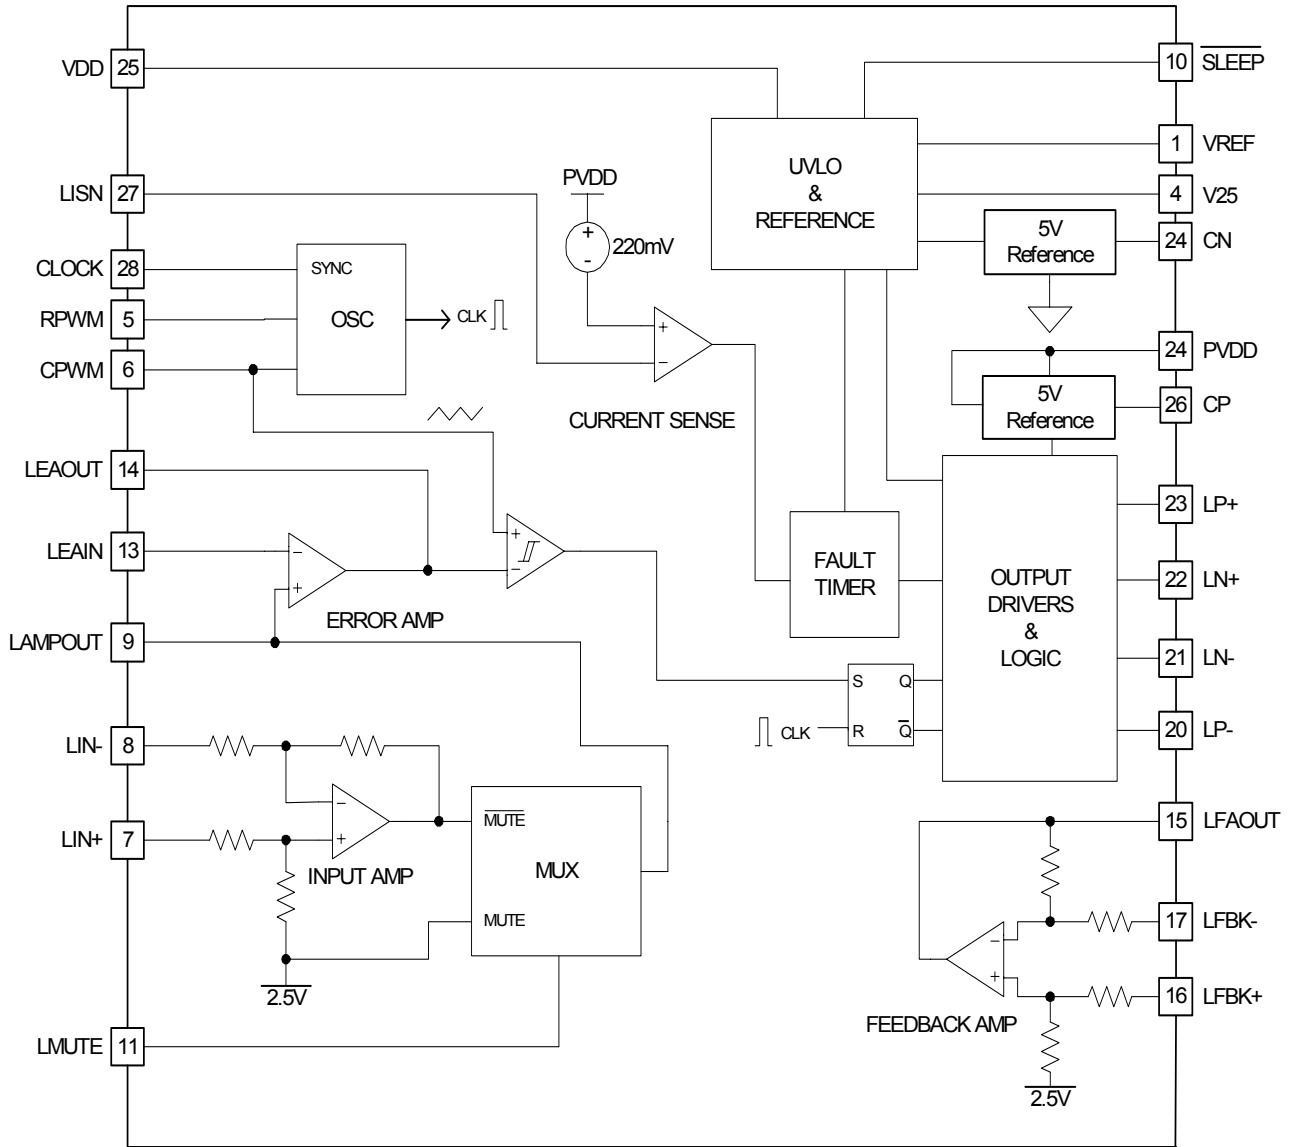 VDD 25
10 SLEEP
1 VREF
UVLO
&
REFERENCE
PVDD
LISN 27
4 V25
+
-
220mV
5V
Reference
24 CN
CLOCK 28
SYNC
RPWM 5
OSC
CLK
+
-
CPWM 6
24 PVDD
5V
Reference
26 CP
CURRENT SENSE
LEAOUT 14
23 LP+
LEAIN 13
-
+
+
-
FAULT
TIMER
OUTPUT
DRIVERS
&
LOGIC
22 LN+
ERROR AMP
LAMPOUT 9
21 LN-
S Q
R Q
CLK
20 LP-
LIN- 8
-
+
LIN+ 7
INPUT AMP
MUTE
MUX
MUTE
2.5V
15 LFAOUT
17 LFBK-
-
+
16 LFBK+
FEEDBACK AMP
2.5V
LMUTE 11